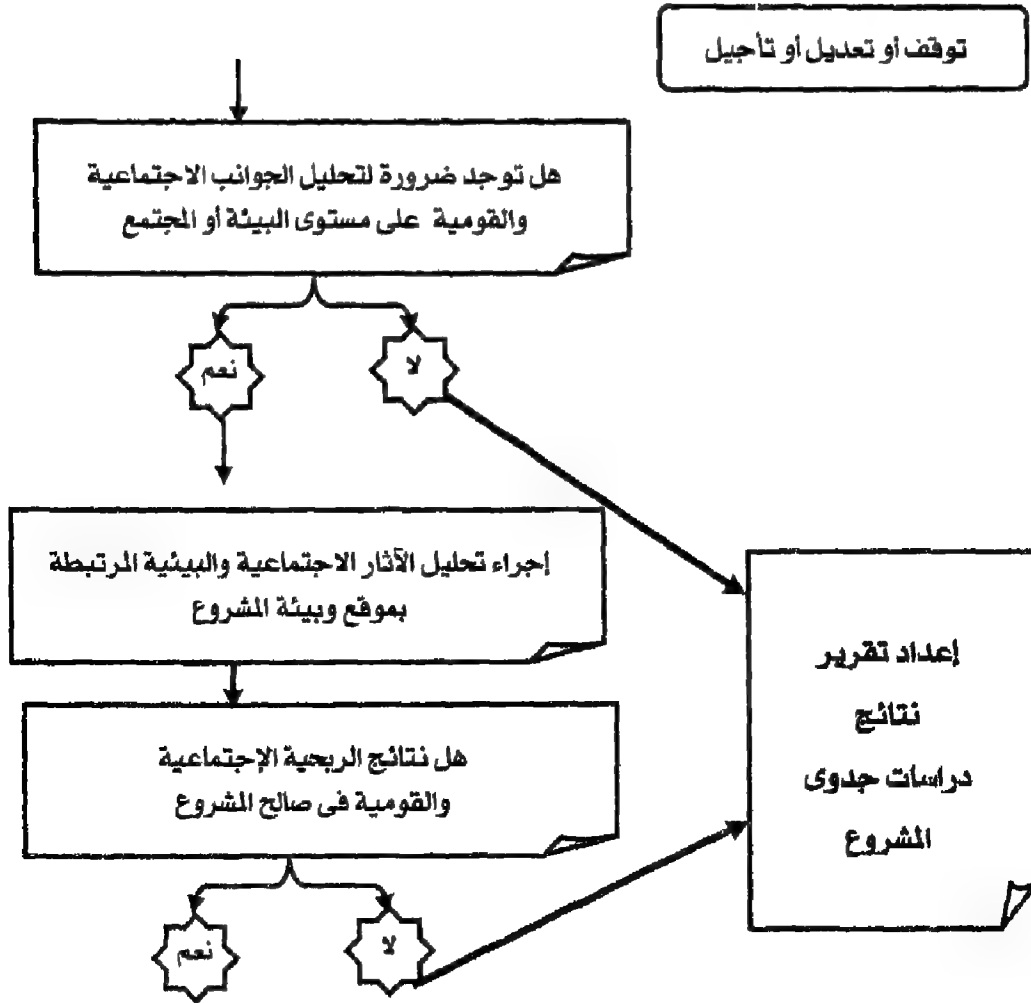 توقف أو تعديل أو تأجيل
هل توجد ضرورة لتحليل الجوانب الاجتماعية
والقومية على مستوى البيئة أو المجتمع
لا
نعم
إجراء تحليل الآثار الاجتماعية والبيئية المرتبطة
بموقع وبيئة المشروع
هل نتائج الربحية الإجتماعية
والقومية فى صالح المشروع
لا
نعم
إعداد تقرير
نتائج
دراسات جدوى
المشروع